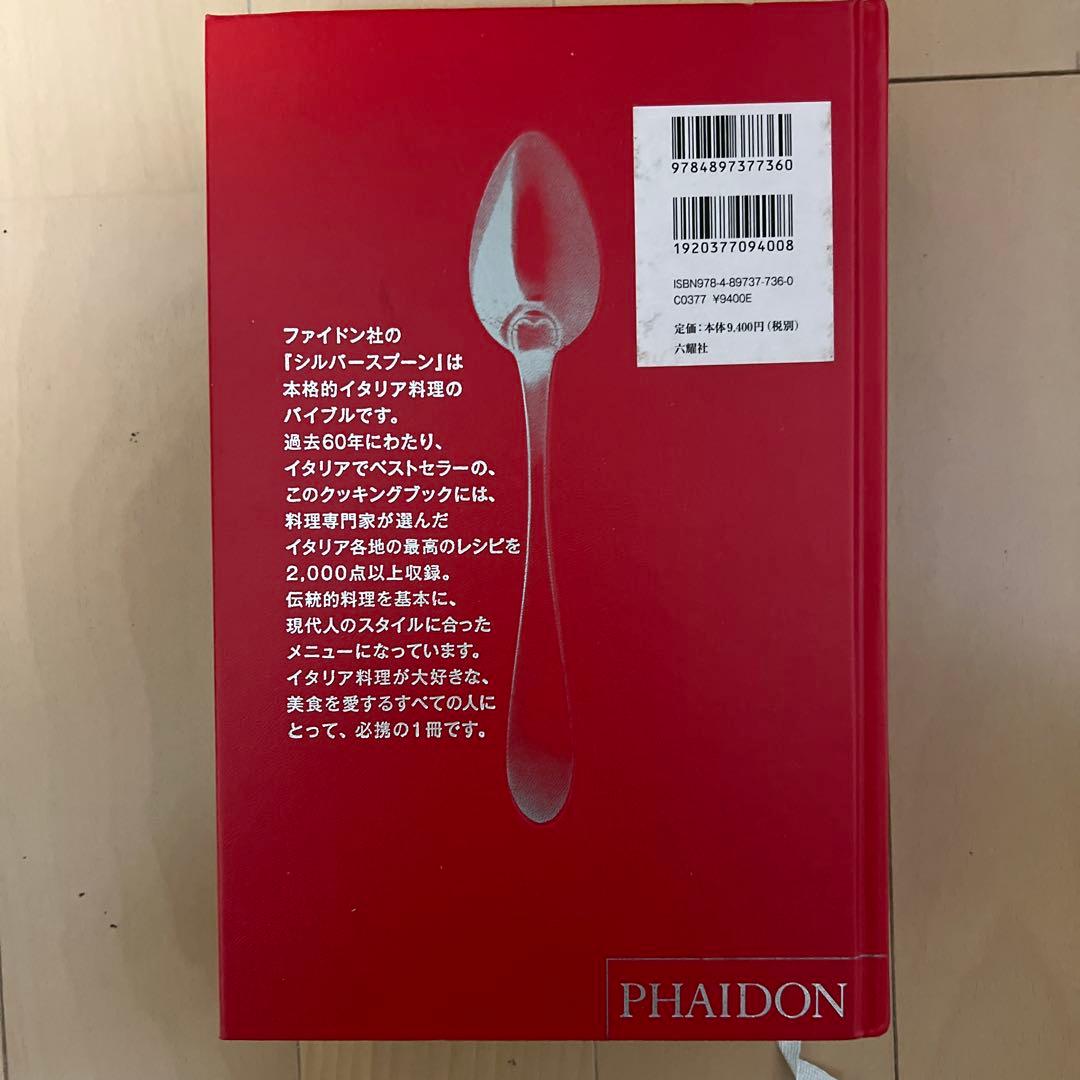 9784897377360
1920377094008
ISBN978-4-89737-736-0
C0377 ¥9400E
定価:本体9,400円(税別)
六耀社
ファイドン社の
『シルバースプーン』は
本格的イタリア料理の
バイブルです。
過去60年にわたり、
イタリアでベストセラーの、
このクッキングブックには、
料理専門家が選んだ
イタリア各地の最高のレシピを
2,000点以上収録。
伝統的料理を基本に、
現代人のスタイルに合った
メニューになっています。
イタリア料理が大好きな、
美食を愛するすべての人に
とって、必携の1冊です。
PHAIDON